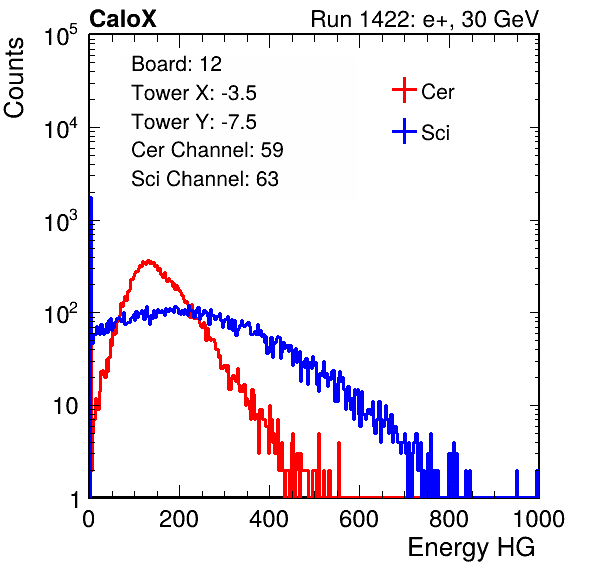 CaloX Run 1422: e+, 30 GeV
Counts
10^5
10^4
10^3
10^2
10
1
Board: 12
Tower X: -3.5
Tower Y: -7.5
Cer Channel: 59
Sci Channel: 63
Cer
Sci
0 200 400 600 800 1000
Energy HG